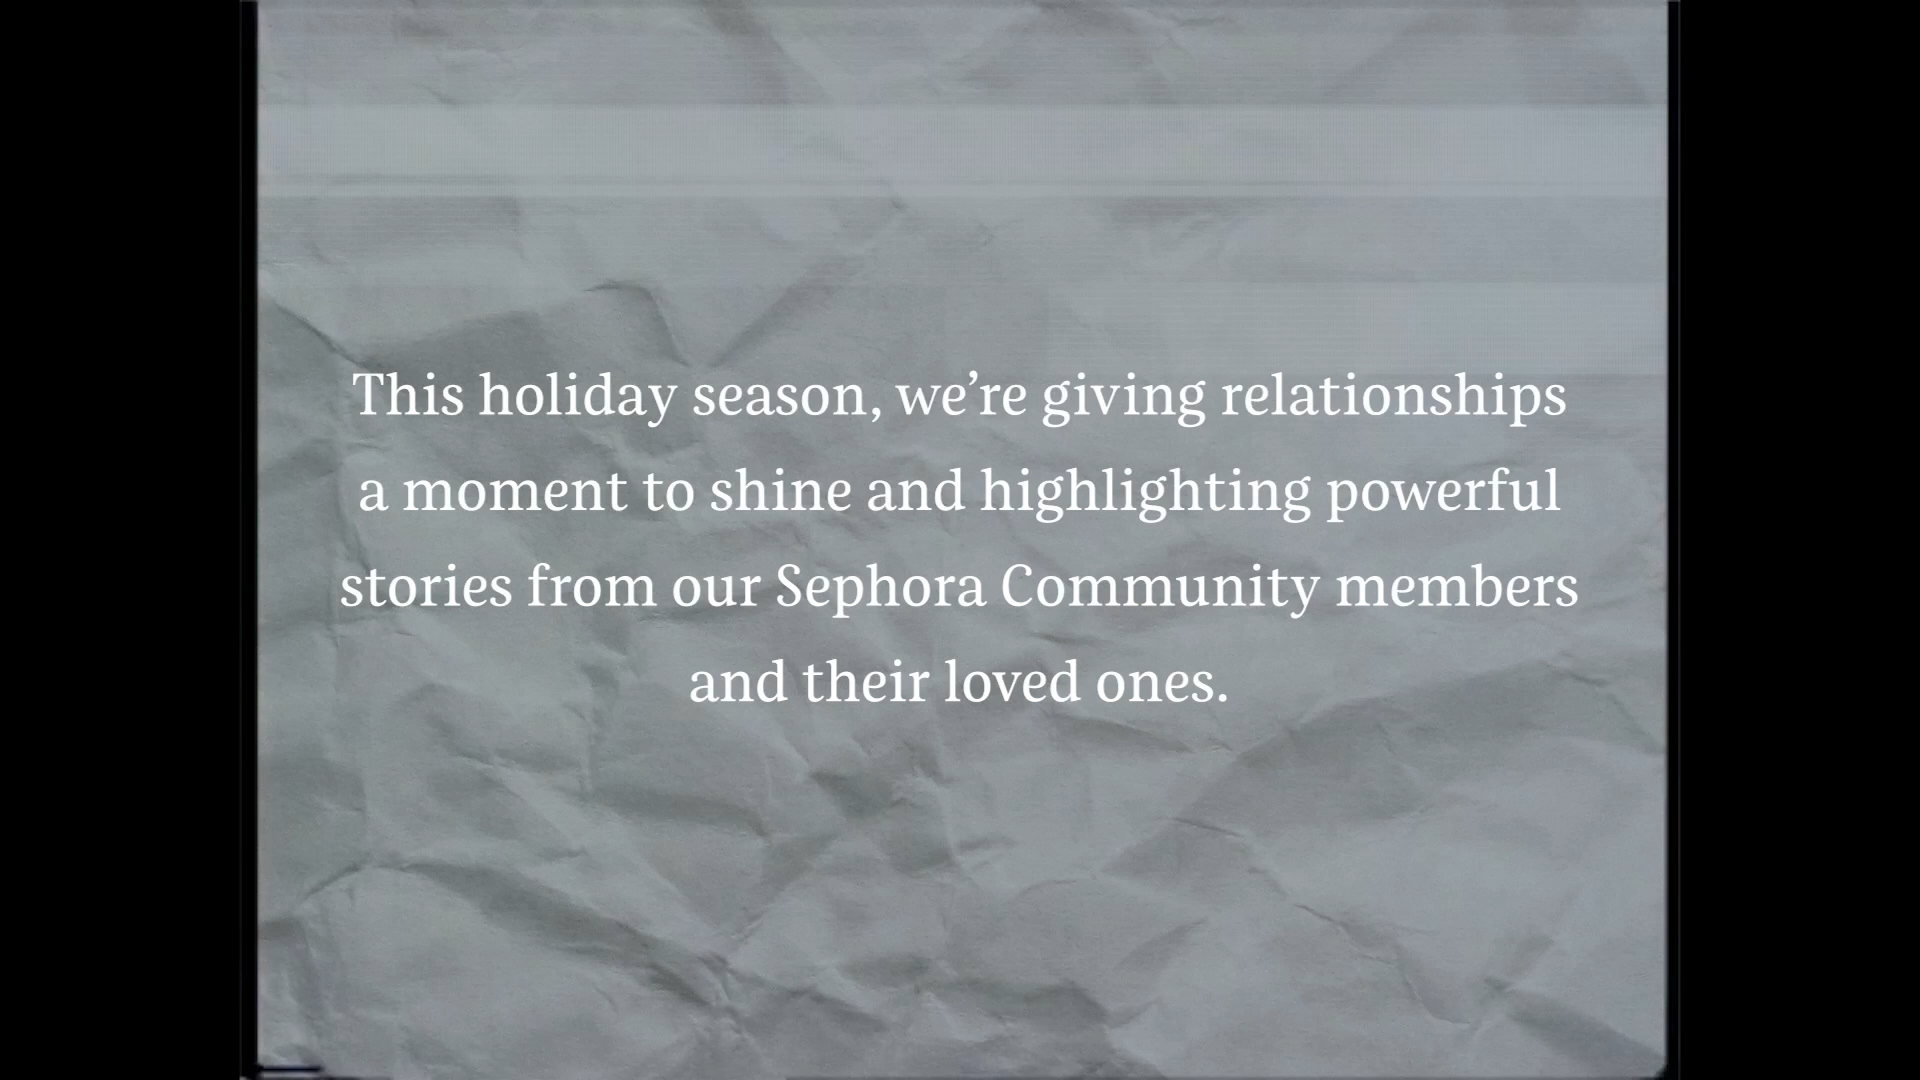 This holiday season, we’re giving relationships
a moment to shine and highlighting powerful
stories from our Sephora Community members
and their loved ones.